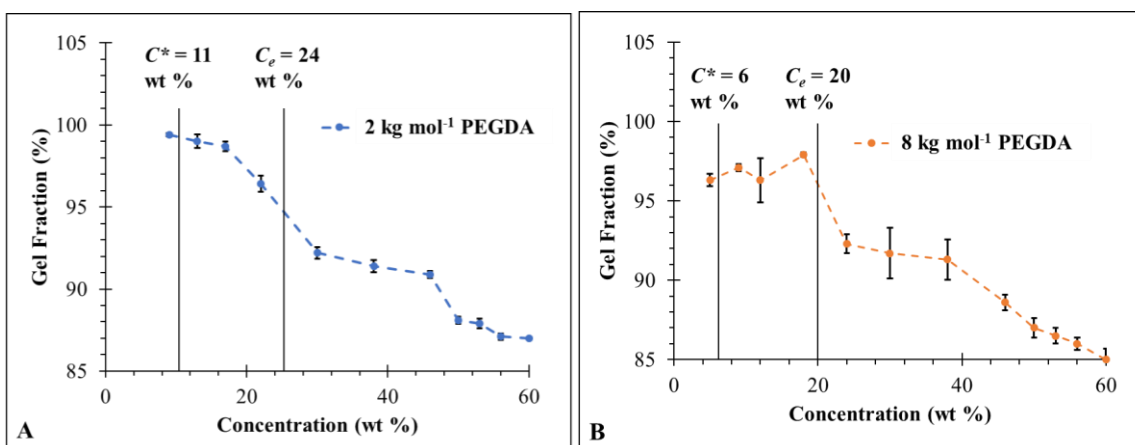 105
100
95
90
85
Gel Fraction (%)
C* = 11
wt %
Ce = 24
wt %
2 kg mol-1 PEGDA
0
20
40
60
Concentration (wt %)
A
105
100
95
90
85
Gel Fraction (%)
C* = 6
wt %
Ce = 20
wt %
8 kg mol-1 PEGDA
0
20
40
60
Concentration (wt %)
B